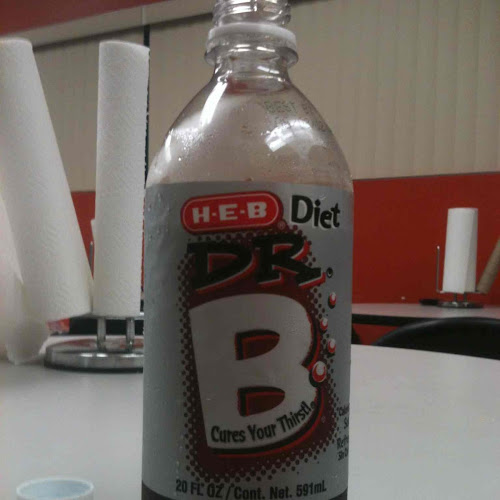 H-E-B Diet
DR.
B
Cures Your Thirst!
20 FL OZ / Cont. Net. 591mL